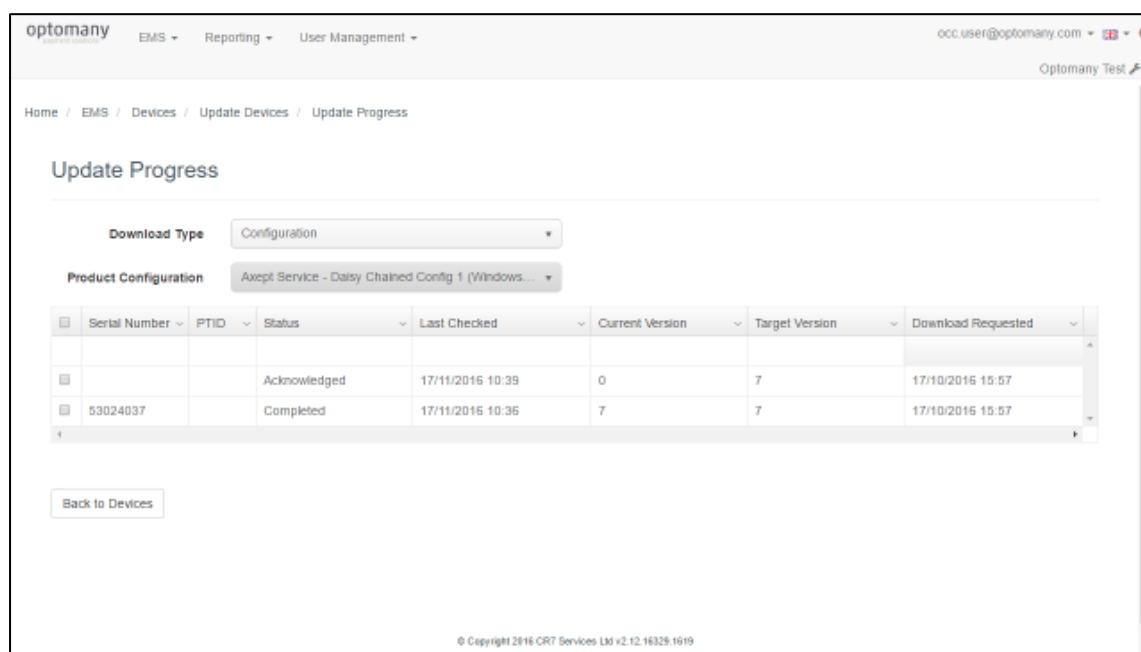 optomany
payment solutions
EMS Reporting User Management occ.user@optomany.com
Optomany Test
Home / EMS / Devices / Update Devices / Update Progress
Update Progress
Download Type Configuration
Product Configuration Axept Service - Daisy Chained Config 1 (Windows...
Serial Number PTID Status Last Checked Current Version Target Version Download Requested
Acknowledged 17/11/2016 10:39 0 7 17/10/2016 15:57
53024037 Completed 17/11/2016 10:36 7 7 17/10/2016 15:57
Back to Devices
© Copyright 2016 CR7 Services Ltd v2.12.16329.1619